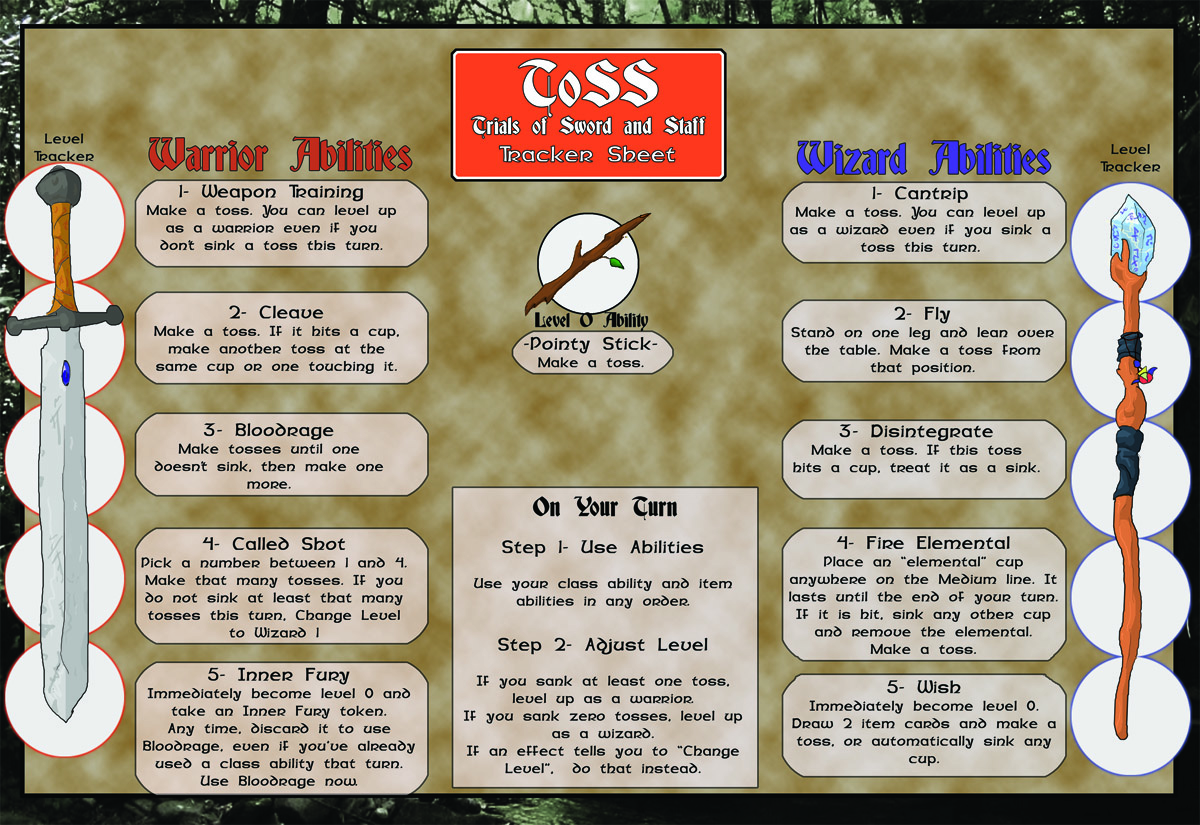 ToSS
Trials of Sword and Staff
Tracker Sheet
Level
Tracker
Warrior Abilities
1- Weapon Training
Make a toss. You can level up
as a warrior even if you
don't sink a toss this turn.
2- Cleave
Make a toss. If it hits a cup,
make another toss at the
same cup or one touching it.
3- Bloodrage
Make tosses until one
doesn't sink, then make one
more.
4- Called Shot
Pick a number between 1 and 4.
Make that many tosses. If you
do not sink at least that many
tosses this turn, Change Level
to Wizard 1
5- Inner Fury
Immediately become level 0 and
take an Inner Fury token.
Any time, discard it to use
Bloodrage, even if you've already
used a class ability that turn.
Use Bloodrage now.
Level 0 Ability
-Pointy Stick-
Make a toss.
On Your Turn
Step 1- Use Abilities
Use your class ability and item
abilities in any order.
Step 2- Adjust Level
If you sank at least one toss,
level up as a warrior.
If you sank zero tosses, level up
as a wizard.
If an effect tells you to "Change
Level", do that instead.
Wizard Abilities
Level
Tracker
1- Cantrip
Make a toss. You can level up
as a wizard even if you sink a
toss this turn.
2- Fly
Stand on one leg and lean over
the table. Make a toss from
that position.
3- Disintegrate
Make a toss. If this toss
hits a cup, treat it as a sink.
4- Fire Elemental
Place an "elemental" cup
anywhere on the Medium line. It
lasts until the end of your turn.
If it is hit, sink any other cup
and remove the elemental.
Make a toss.
5- Wish
Immediately become level 0.
Draw 2 item cards and make a
toss, or automatically sink any
cup.